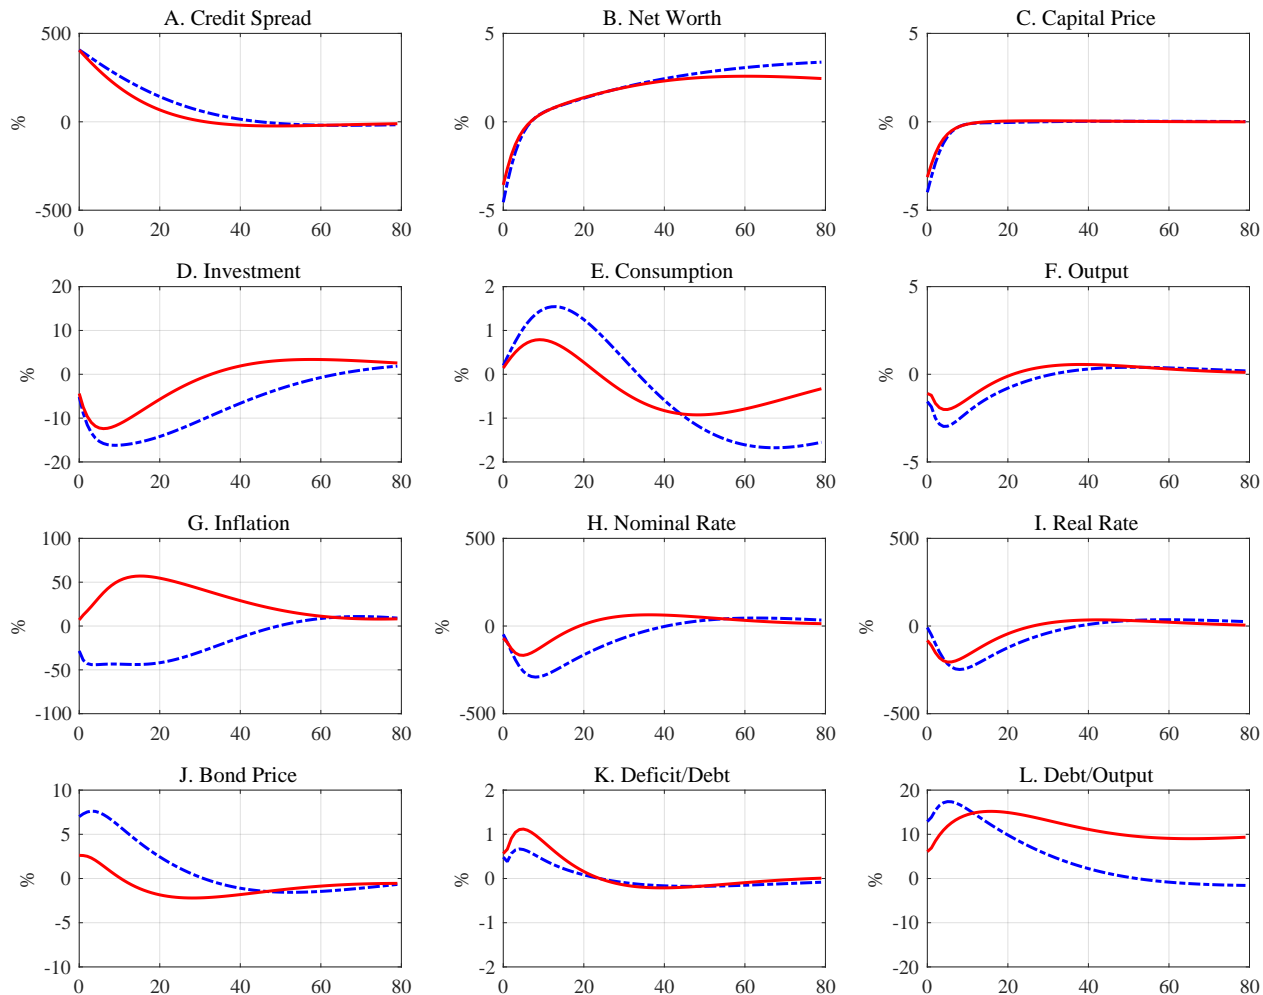 A. Credit Spread
500
0
-500
%
0 20 40 60 80
B. Net Worth
5
0
-5
%
0 20 40 60 80
C. Capital Price
5
0
-5
%
0 20 40 60 80
D. Investment
20
10
0
-10
-20
%
0 20 40 60 80
E. Consumption
2
1
0
-1
-2
%
0 20 40 60 80
F. Output
5
0
-5
%
0 20 40 60 80
G. Inflation
100
50
0
-50
-100
%
0 20 40 60 80
H. Nominal Rate
500
0
-500
%
0 20 40 60 80
I. Real Rate
500
0
-500
%
0 20 40 60 80
J. Bond Price
10
5
0
-5
-10
%
0 20 40 60 80
K. Deficit/Debt
2
1
0
-1
-2
%
0 20 40 60 80
L. Debt/Output
20
10
0
-10
-20
%
0 20 40 60 80